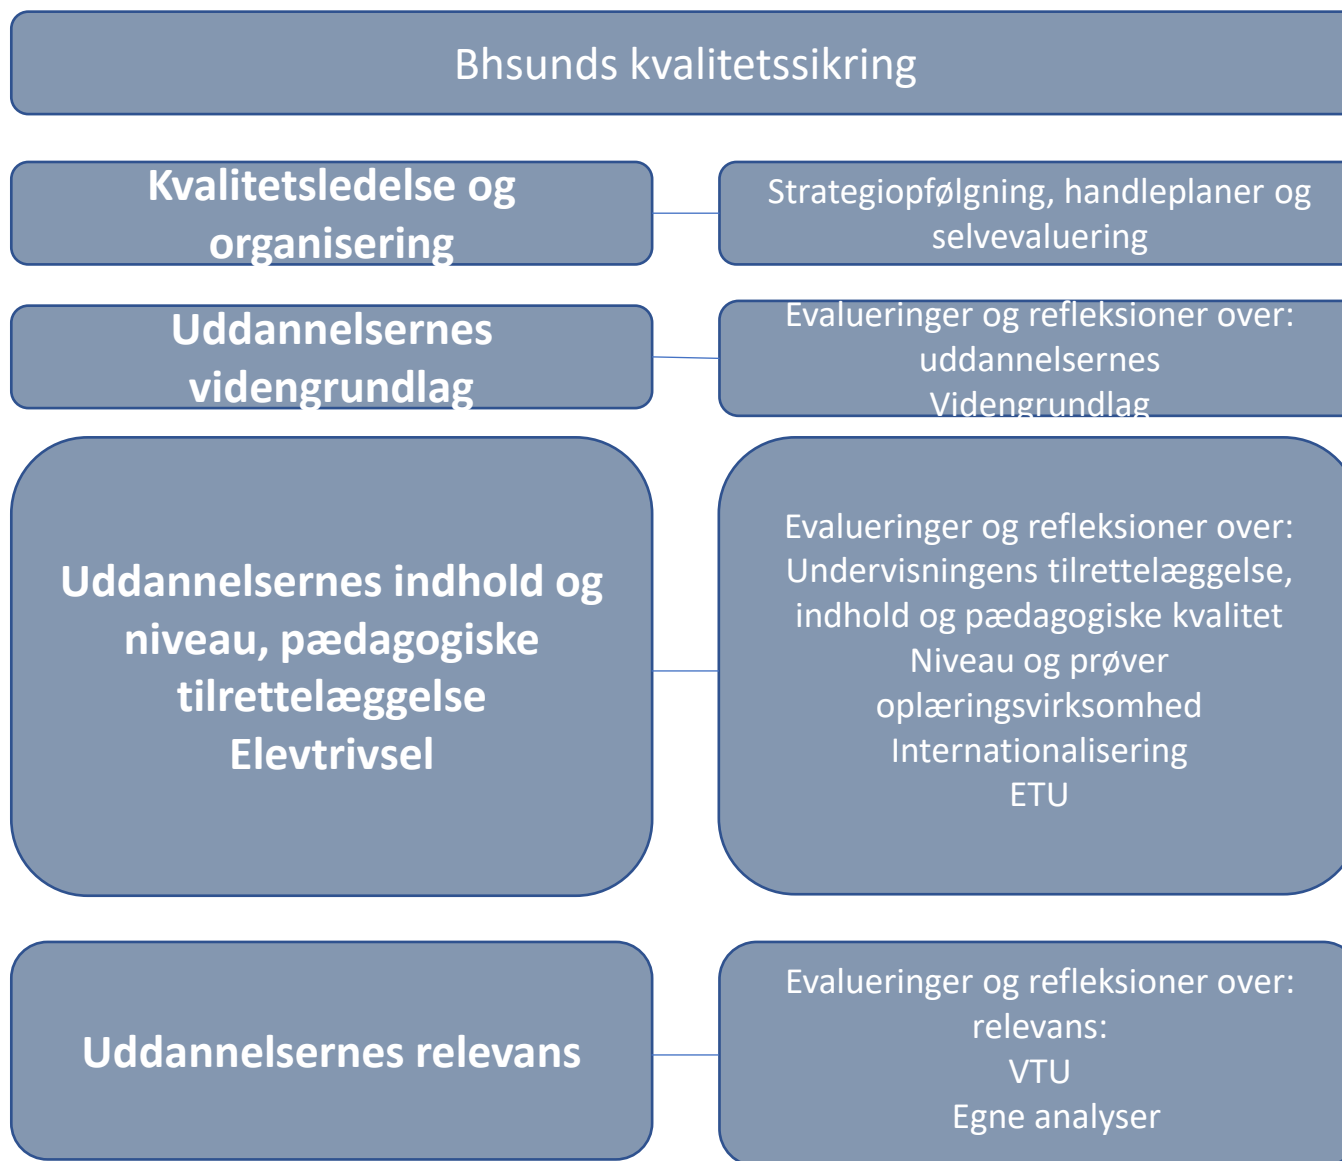 Bhsunds kvalitetssikring
Kvalitetsledelse og
organisering
Strategiopfølgning, handleplaner og
selvevaluering
Uddannelsernes
videngrundlag
Evalueringer og refleksioner over:
uddannelsernes
Videngrundlag
Uddannelsernes indhold og
niveau, pædagogiske
tilrettelæggelse
Elevtrivsel
Evalueringer og refleksioner over:
Undervisningens tilrettelæggelse,
indhold og pædagogiske kvalitet
Niveau og prøver
oplæringsvirksomhed
Internationalisering
ETU
Uddannelsernes relevans
Evalueringer og refleksioner over:
relevans:
VTU
Egne analyser